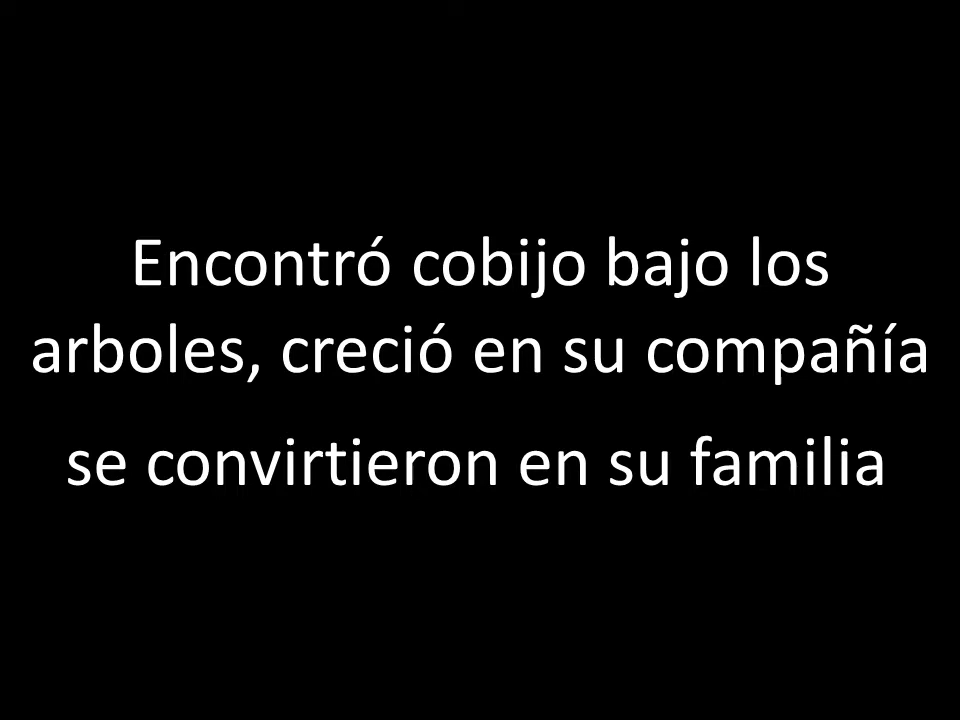 Encontró cobijo bajo los
arboles, creció en su compañía
se convirtieron en su familia